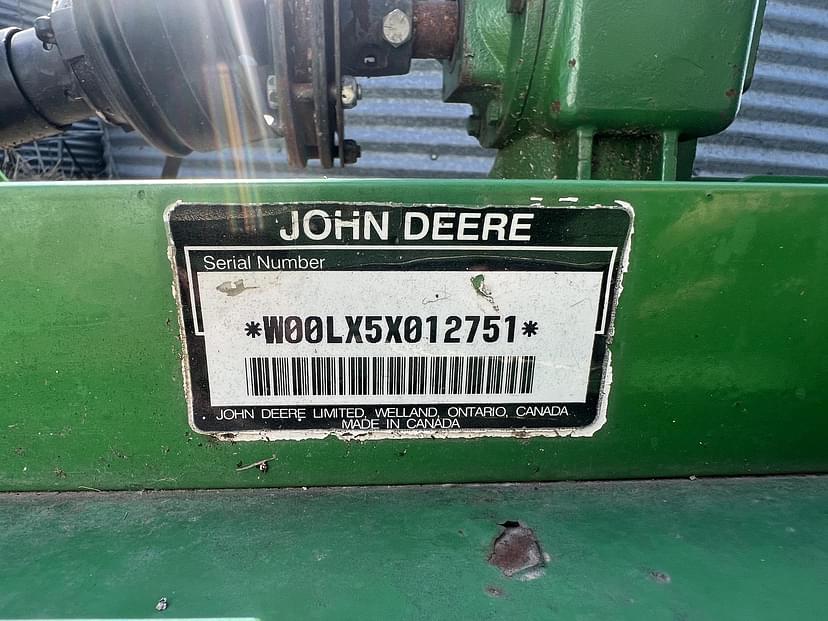 JOHN DEERE
Serial Number
*W00LX5X012751*
JOHN DEERE LIMITED, WELLAND, ONTARIO, CANADA
MADE IN CANADA